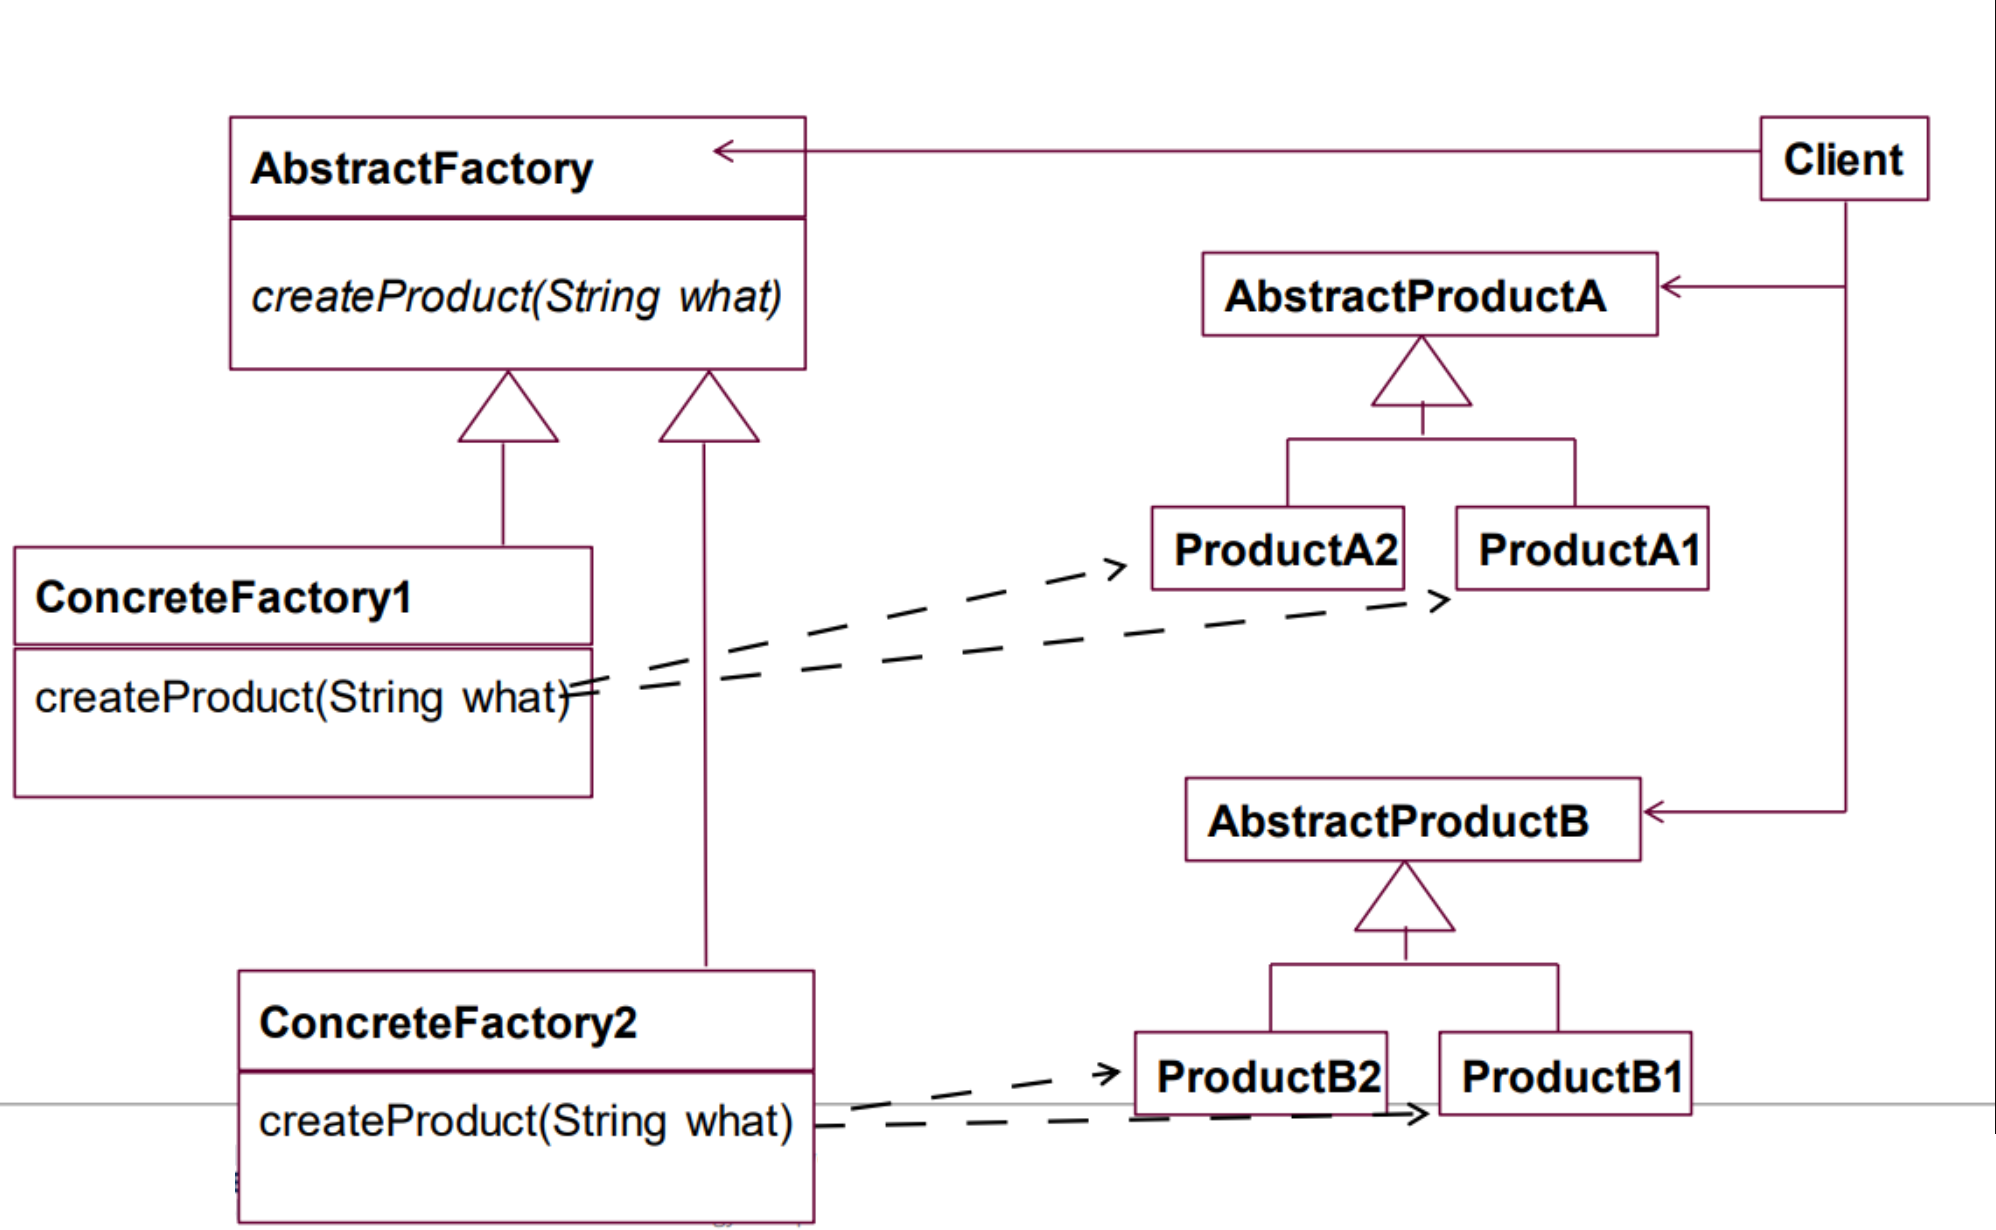 AbstractFactory
createProduct(String what)
Client
AbstractProductA
ProductA2
ProductA1
ConcreteFactory1
createProduct(String what)
AbstractProductB
ConcreteFactory2
createProduct(String what)
ProductB2
ProductB1